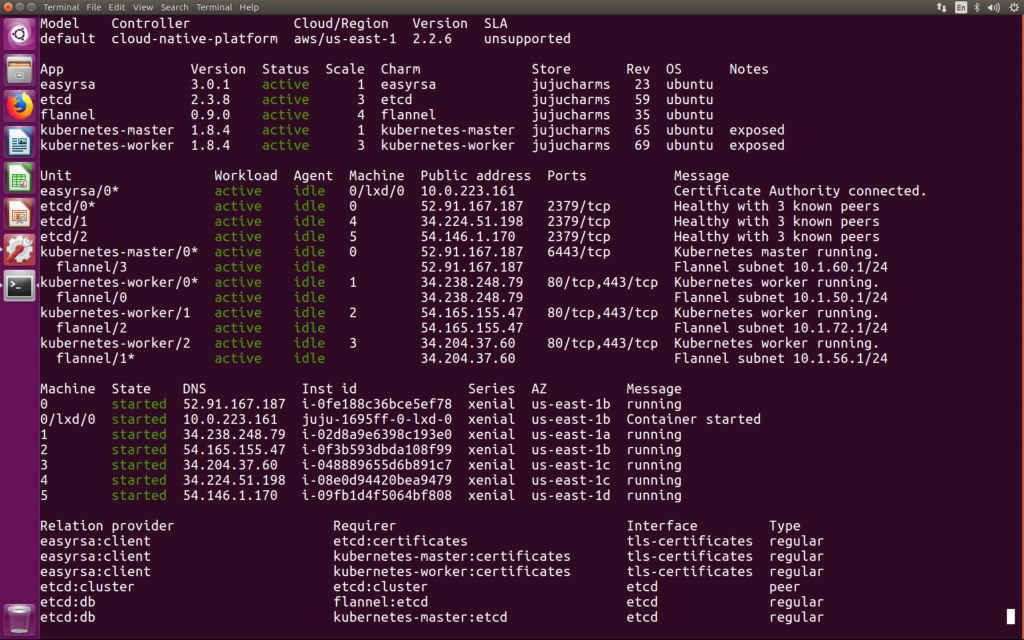 Terminal File Edit View Search Terminal Help En
Model Controller Cloud/Region Version SLA
default cloud-native-platform aws/us-east-1 2.2.6 unsupported
App Version Status Scale Charm Store Rev OS Notes
easyrsa 3.0.1 active 1 easyrsa jujucharms 23 ubuntu
etcd 2.3.8 active 3 etcd jujucharms 59 ubuntu
flannel 0.9.0 active 4 flannel jujucharms 35 ubuntu
kubernetes-master 1.8.4 active 1 kubernetes-master jujucharms 65 ubuntu exposed
kubernetes-worker 1.8.4 active 3 kubernetes-worker jujucharms 69 ubuntu exposed
Unit Workload Agent Machine Public address Ports Message
easyrsa/0* active idle 0/lxd/0 10.0.223.161 Certificate Authority connected.
etcd/0* active idle 0 52.91.167.187 2379/tcp Healthy with 3 known peers
etcd/1 active idle 4 34.224.51.198 2379/tcp Healthy with 3 known peers
etcd/2 active idle 5 54.146.1.170 2379/tcp Healthy with 3 known peers
kubernetes-master/0* active idle 0 52.91.167.187 6443/tcp Kubernetes master running.
flannel/3 active idle 52.91.167.187 Flannel subnet 10.1.60.1/24
kubernetes-worker/0* active idle 1 34.238.248.79 80/tcp,443/tcp Kubernetes worker running.
flannel/0 active idle 34.238.248.79 Flannel subnet 10.1.50.1/24
kubernetes-worker/1 active idle 2 54.165.155.47 80/tcp,443/tcp Kubernetes worker running.
flannel/2 active idle 54.165.155.47 Flannel subnet 10.1.72.1/24
kubernetes-worker/2 active idle 3 34.204.37.60 80/tcp,443/tcp Kubernetes worker running.
flannel/1* active idle 34.204.37.60 Flannel subnet 10.1.56.1/24
Machine State DNS Inst id Series AZ Message
0 started 52.91.167.187 i-0fe188c36bce5ef78 xenial us-east-1b running
0/lxd/0 started 10.0.223.161 juju-1695ff-0-lxd-0 xenial us-east-1b Container started
1 started 34.238.248.79 i-02d8a9e6398c193e0 xenial us-east-1a running
2 started 54.165.155.47 i-0f3b593dbda108f99 xenial us-east-1b running
3 started 34.204.37.60 i-048889655d6b891c7 xenial us-east-1c running
4 started 34.224.51.198 i-08e0d94420bea9479 xenial us-east-1c running
5 started 54.146.1.170 i-09fb1d4f5064bf808 xenial us-east-1d running
Relation provider Requirer Interface Type
easyrsa:client etcd:certificates tls-certificates regular
easyrsa:client kubernetes-master:certificates tls-certificates regular
easyrsa:client kubernetes-worker:certificates tls-certificates regular
etcd:cluster etcd:cluster etcd peer
etcd:db flannel:etcd etcd regular
etcd:db kubernetes-master:etcd etcd regular